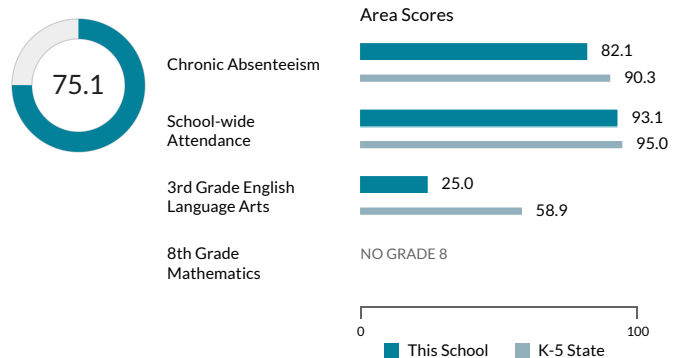 Area Scores
75.1
Chronic Absenteeism
82.1
90.3
School-wide
Attendance
93.1
95.0
3rd Grade English
Language Arts
25.0
58.9
8th Grade
Mathematics
NO GRADE 8
0
100
This School
K-5 State